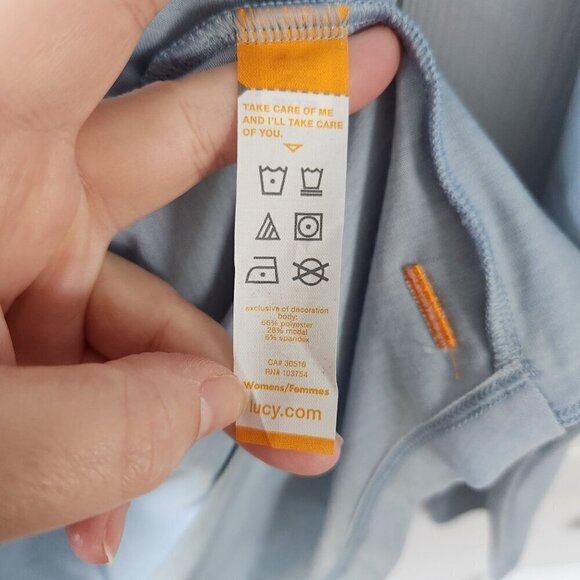 TAKE CARE OF ME
AND I'LL TAKE CARE
OF YOU.
exclusive of decoration
body:
66% polyester
28% modal
6% spandex
CA# 30516
RN# 103754
Womens/Femmes
lucy.com